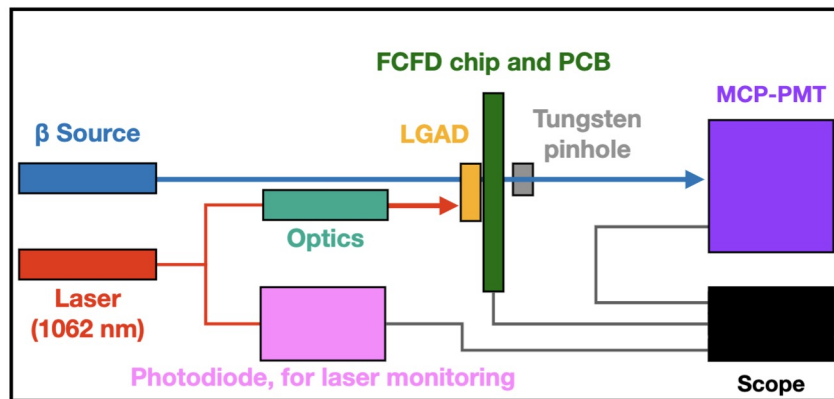 FCFD chip and PCB
MCP-PMT
β Source
LGAD
Tungsten
pinhole
Optics
Laser
(1062 nm)
Photodiode, for laser monitoring
Scope